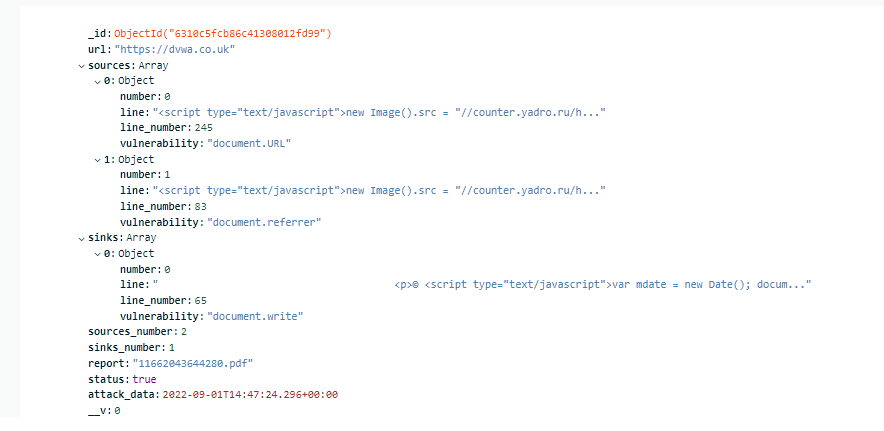 _id: ObjectId("6310c5fcb86c41308012fd99")
url: "https://dvwa.co.uk"
sources: Array
0: Object
number: 0
line: "<script type="text/javascript">new Image().src = "//counter.yadro.ru/h..."
line_number: 245
vulnerability: "document.URL"
1: Object
number: 1
line: "<script type="text/javascript">new Image().src = "//counter.yadro.ru/h..."
line_number: 83
vulnerability: "document.referrer"
sinks: Array
0: Object
number: 0
line: " <p>© <script type="text/javascript">var mdate = new Date(); docum..."
line_number: 65
vulnerability: "document.write"
sources_number: 2
sinks_number: 1
report: "11662043644280.pdf"
status: true
attack_data: 2022-09-01T14:47:24.296+00:00
__v: 0